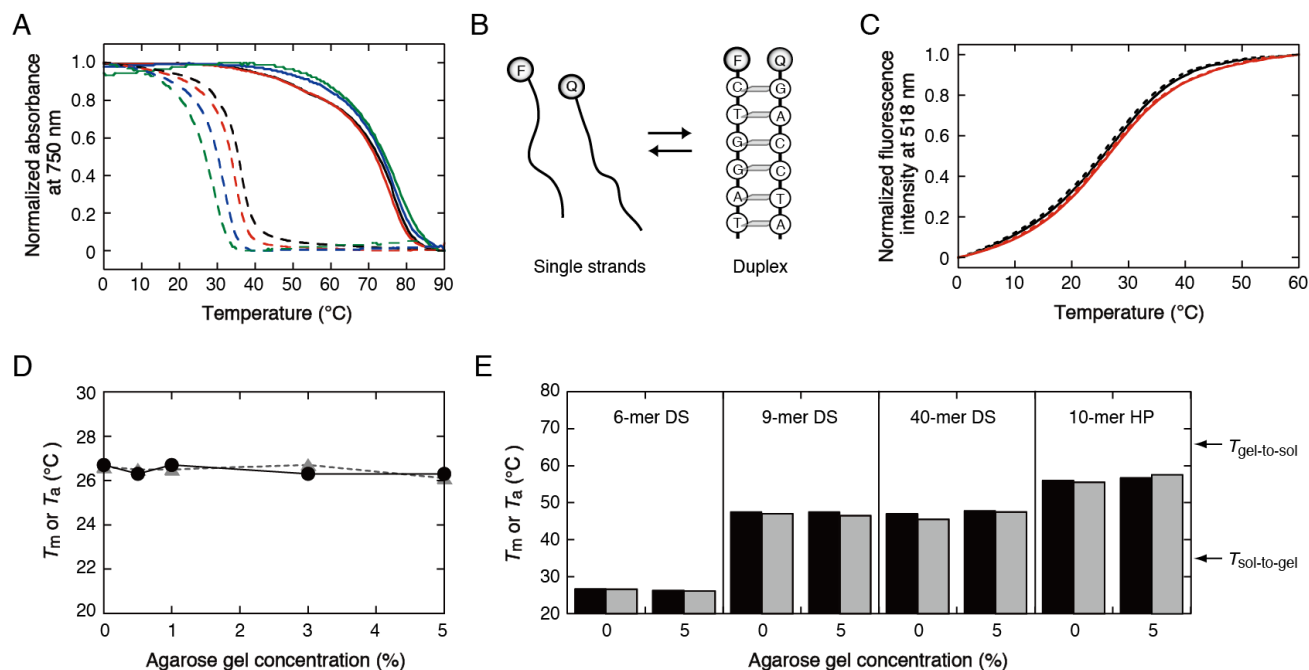 A
Normalized absorbance
at 750 nm
1.0
0.8
0.6
0.4
0.2
0
0 10 20 30 40 50 60 70 80 90
Temperature (°C)
B
F
Q
Single strands
F Q
C G
T A
G C
G C
A T
T A
Duplex
C
Normalized fluorescence
intensity at 518 nm
1.0
0.8
0.6
0.4
0.2
0
0 10 20 30 40 50 60
Temperature (°C)
D
Tm or Ta (°C)
30
28
26
24
22
20
0 1 2 3 4 5
Agarose gel concentration (%)
E
Tm or Ta (°C)
80
70
60
50
40
30
20
6-mer DS 9-mer DS 40-mer DS 10-mer HP
Tgel-to-sol
Tsol-to-gel
0 5 0 5 0 5 0 5
Agarose gel concentration (%)